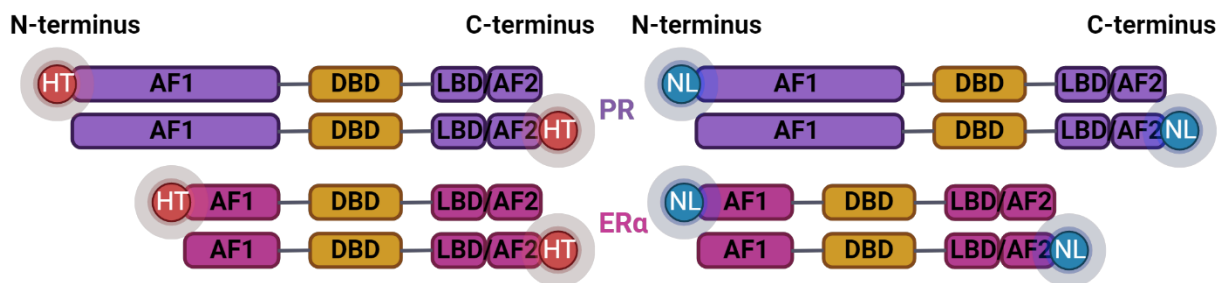 N-terminus C-terminus N-terminus C-terminus
HT AF1 DBD LBD/AF2 NL AF1 DBD LBD/AF2
PR
AF1 DBD LBD/AF2 HT AF1 DBD LBD/AF2 NL
HT AF1 DBD LBD/AF2 NL AF1 DBD LBD/AF2
ERα
AF1 DBD LBD/AF2 HT AF1 DBD LBD/AF2 NL